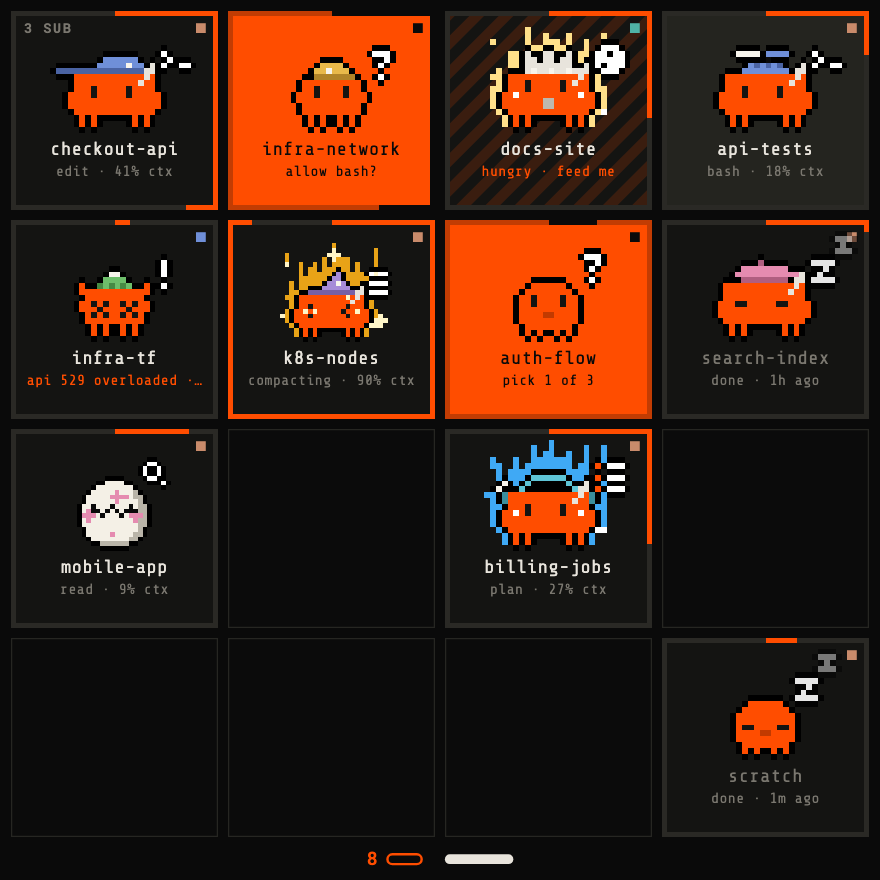 3 SUB
checkout-api
edit · 41% ctx
?
infra-network
allow bash?
docs-site
hungry · feed me
api-tests
bash · 18% ctx
!
infra-tf
api 529 overloaded ·…
k8s-nodes
compacting · 90% ctx
?
auth-flow
pick 1 of 3
Z
Z
search-index
done · 1h ago
mobile-app
read · 9% ctx
billing-jobs
plan · 27% ctx
Z
Z
scratch
done · 1m ago
8